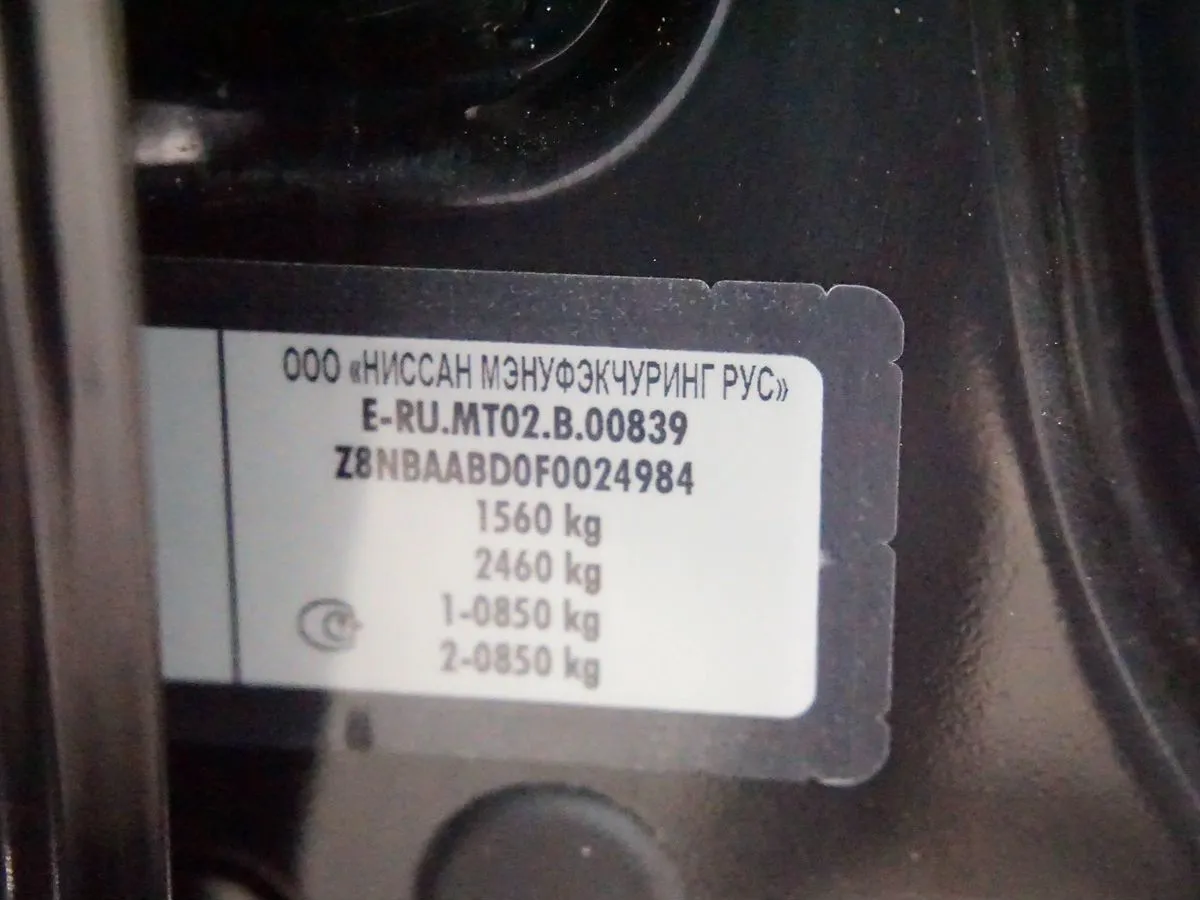 ООО «НИССАН МЭНУФЭКЧУРИНГ РУС»
E-RU.MT02.B.00839
Z8NBAABD0F0024984
1560 kg
2460 kg
1-0850 kg
2-0850 kg